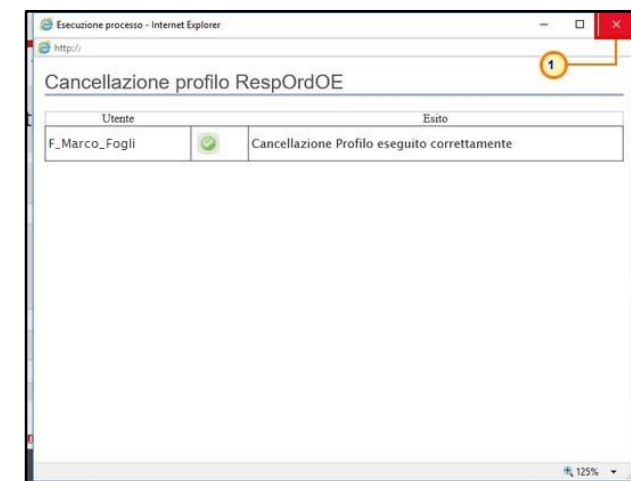 Esecuzione processo - Internet Explorer
http:/
1
Cancellazione profilo RespOrdOE
Utente Esito
F_Marco_Fogli Cancellazione Profilo eseguito correttamente
125%